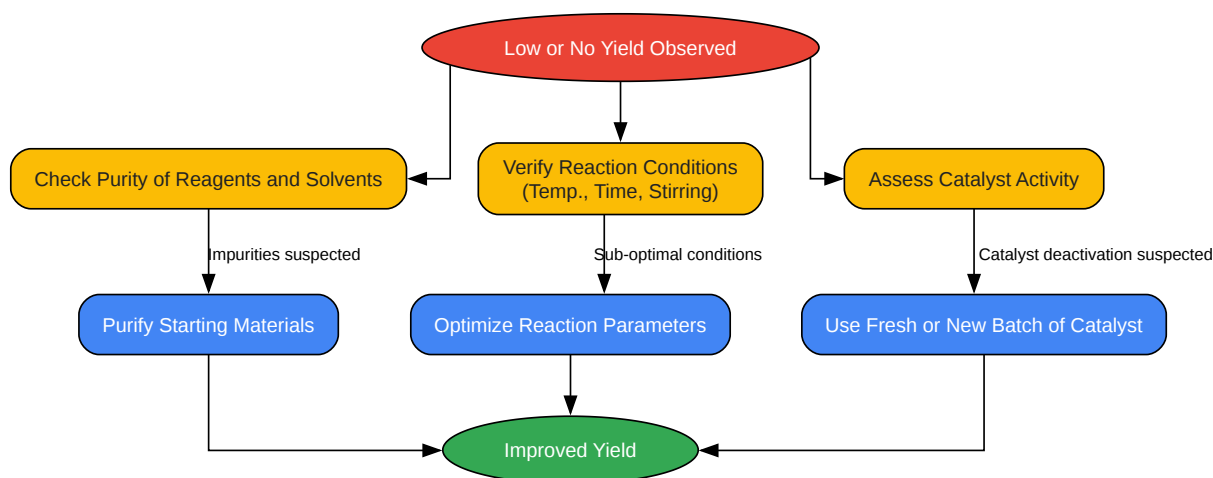 Low or No Yield Observed
Check Purity of Reagents and Solvents
Verify Reaction Conditions
(Temp., Time, Stirring)
Assess Catalyst Activity
Impurities suspected
Sub-optimal conditions
Catalyst deactivation suspected
Purify Starting Materials
Optimize Reaction Parameters
Use Fresh or New Batch of Catalyst
Improved Yield